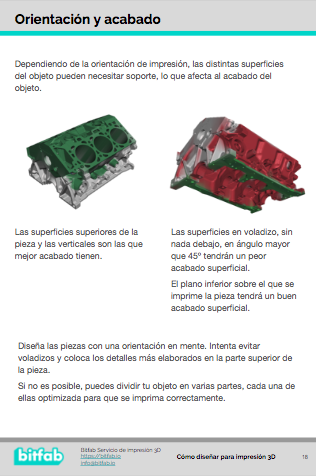 Orientación y acabado
Dependiendo de la orientación de impresión, las distintas superficies
del objeto pueden necesitar soporte, lo que afecta al acabado del
objeto.
Las superficies superiores de la
pieza y las verticales son las que
mejor acabado tienen.
Las superficies en voladizo, sin
nada debajo, en ángulo mayor
que 45º tendrán un peor
acabado superficial.
El plano inferior sobre el que se
imprime la pieza tendrá un buen
acabado superficial.
Diseña las piezas con una orientación en mente. Intenta evitar
voladizos y coloca los detalles más elaborados en la parte superior de
la pieza.
Si no es posible, puedes dividir tu objeto en varias partes, cada una de
ellas optimizada para que se imprima correctamente.
bitfab
Bitfab Servicio de impresión 3D
https://bitfab.io
info@bitfab.io
Cómo diseñar para impresión 3D
18